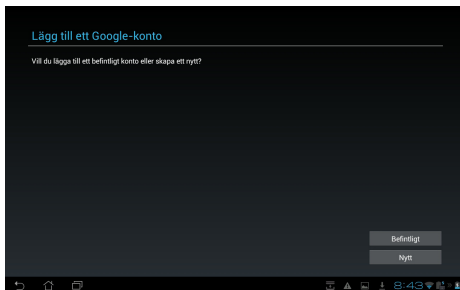 Lägg till ett Google-konto
Vill du lägga till ett befintligt konto eller skapa ett nytt?
Befintligt
Nytt
8:43